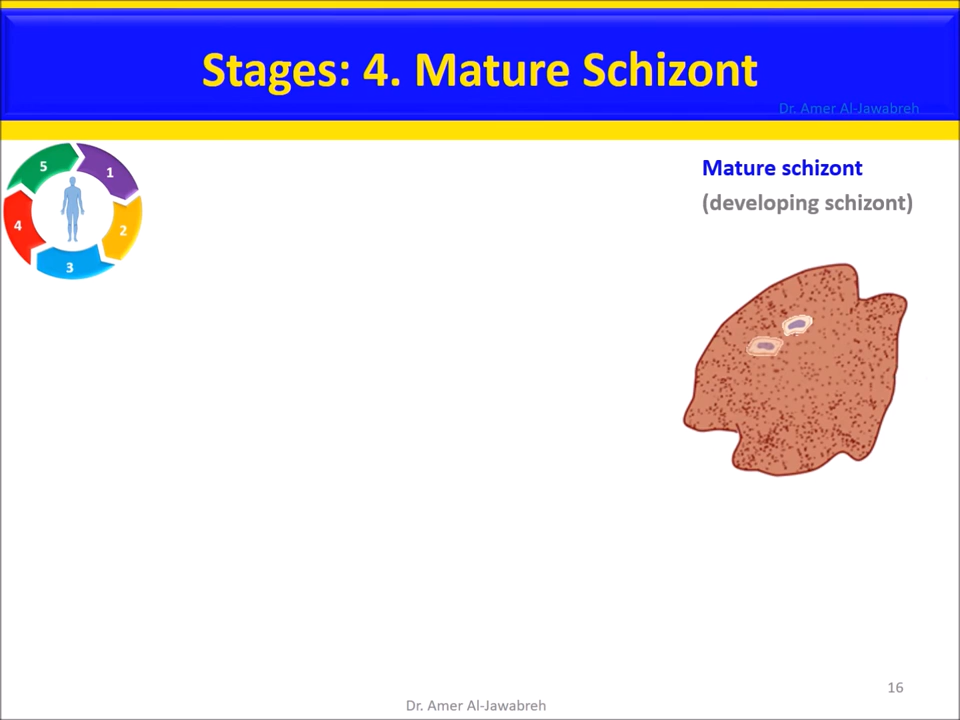 Stages: 4. Mature Schizont
Dr. Amer Al-Jawabreh
5
1
4
2
3
Mature schizont
(developing schizont)
16
Dr. Amer Al-Jawabreh